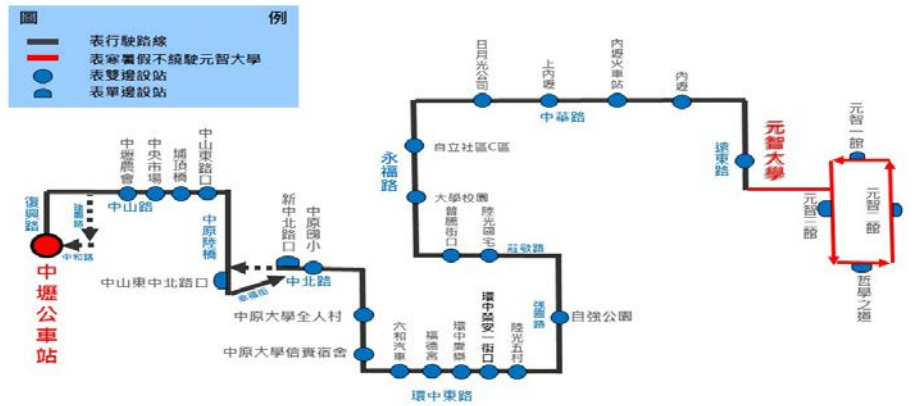 圖 例
表行駛路線
表寒暑假不繞駛元智大學
表雙邊設站
表單邊設站
中壢公車站
復興路
中和路
中山路
中壢農會
中央市場
埔頂橋
中山東路口
中原陸橋
中山東中北路口
幸福街
新中北路口
中原國小
中北路
中原大學全人村
中原大學信實宿舍
六和汽車
福德宮
環中愛樂
環中榮安一街口
陸光五村
環中東路
自強公園
強國路
莊敬路
陸光國宅
普騰街口
大學校園
永福路
自立社區C區
日月光公司
上內壢
內壢火車站
內壢
中華路
遠東路
元智大學
元智一館
元智二館
元智三館
哲學之道